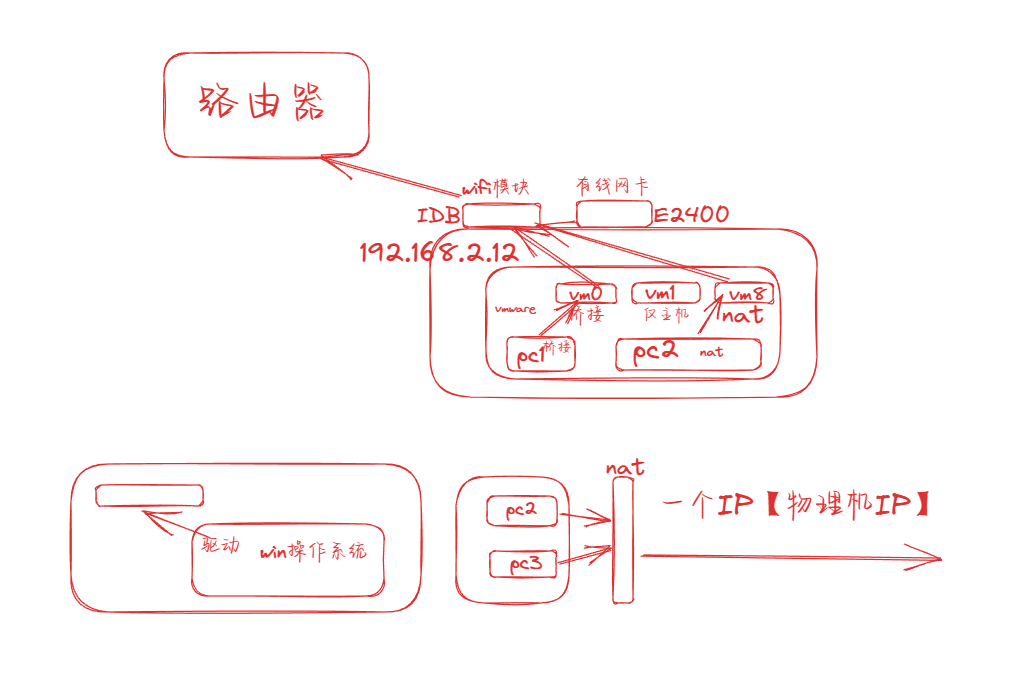 路由器
wifi模块
有线网卡
IDB
E2400
192.168.2.12
vm0
vm1
vm8
vmware
桥接
仅主机
nat
pc1
桥接
pc2
nat
nat
一个IP【物理机IP】
pc2
驱动
win操作系统
pc3